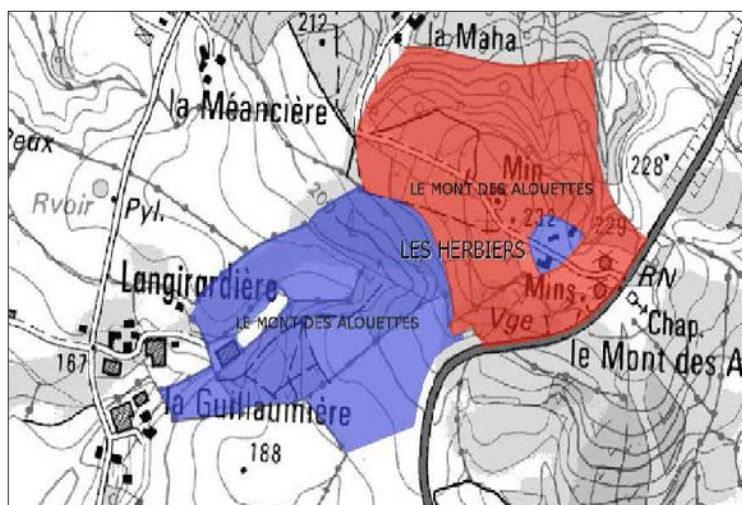 212
la Maha
la Méancière
Peux
Rvoir
Pyl.
200
Min
228
LE MONT DES ALOUETTES
232
229
LES HERBIERS
RN
Langirardière
Mins
Vge
Chap.
LE MONT DES ALOUETTES
le Mont des A
167
la Guillaumière
188